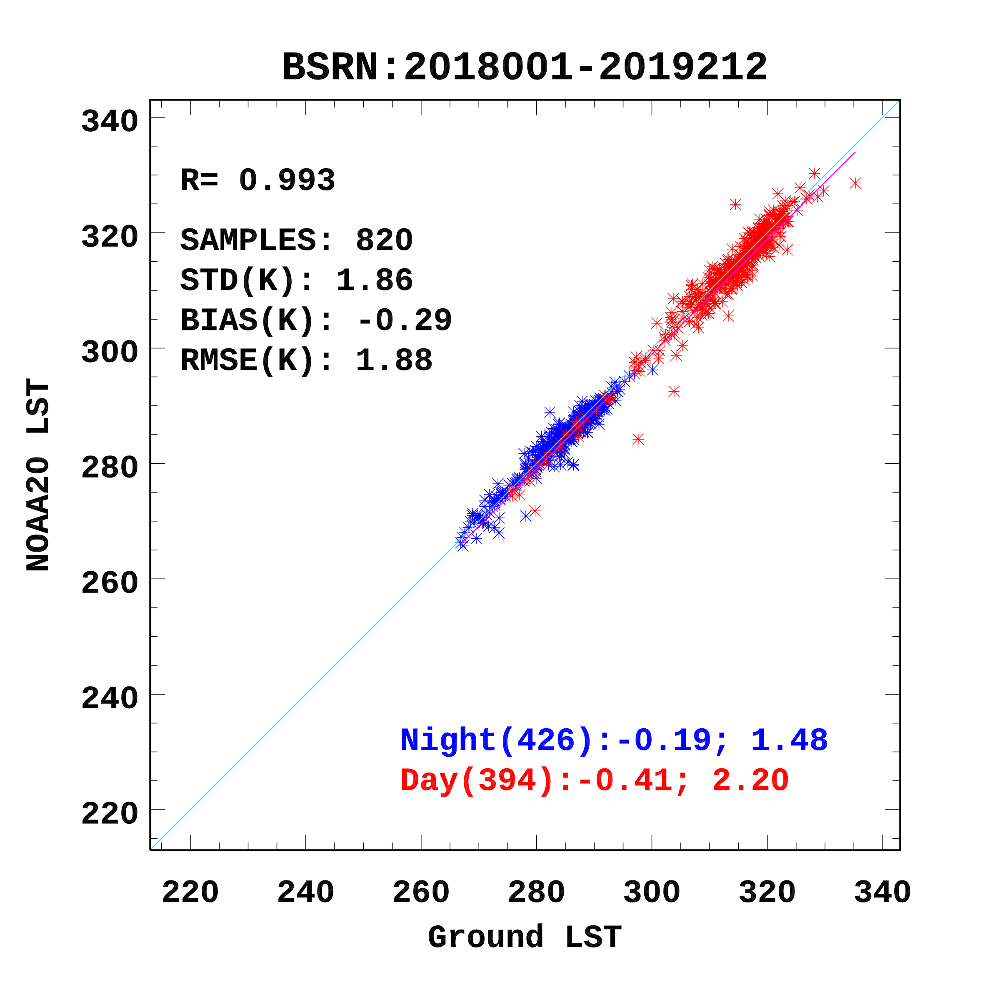 BSRN:2018001-2019212
340
320
300
280
260
240
220
NOAA20 LST
R= 0.993
SAMPLES: 820
STD(K): 1.86
BIAS(K): -0.29
RMSE(K): 1.88
Night(426):-0.19; 1.48
Day(394):-0.41; 2.20
220 240 260 280 300 320 340
Ground LST